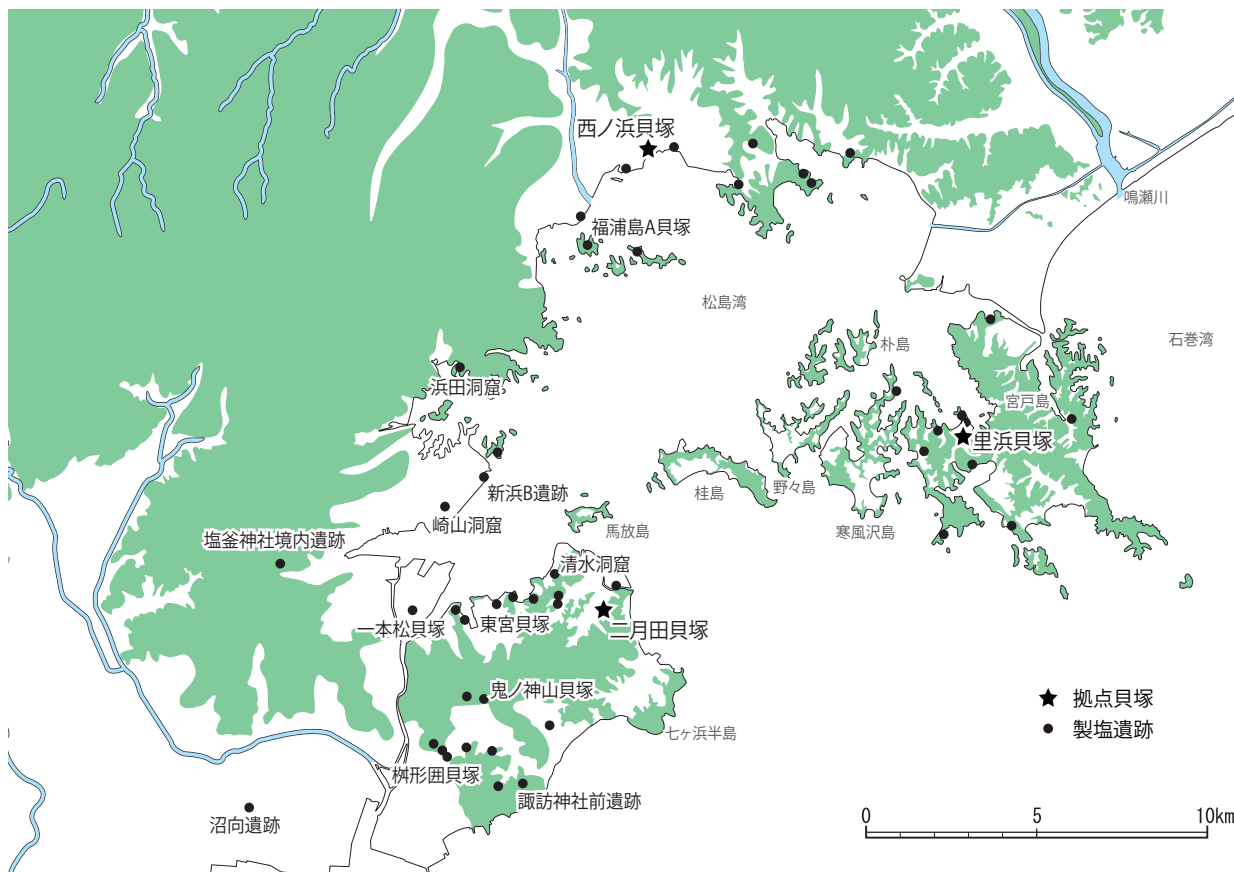 西ノ浜貝塚
鳴瀬川
福浦島A貝塚
松島湾
石巻湾
朴島
浜田洞窟
宮戸島
里浜貝塚
桂島
野々島
新浜B遺跡
崎山洞窟
馬放島
寒風沢島
塩釜神社境内遺跡
清水洞窟
一本松貝塚
東宮貝塚
二月田貝塚
鬼ノ神山貝塚
拠点貝塚
七ヶ浜半島
製塩遺跡
桝形囲貝塚
諏訪神社前遺跡
沼向遺跡
0 5 10km